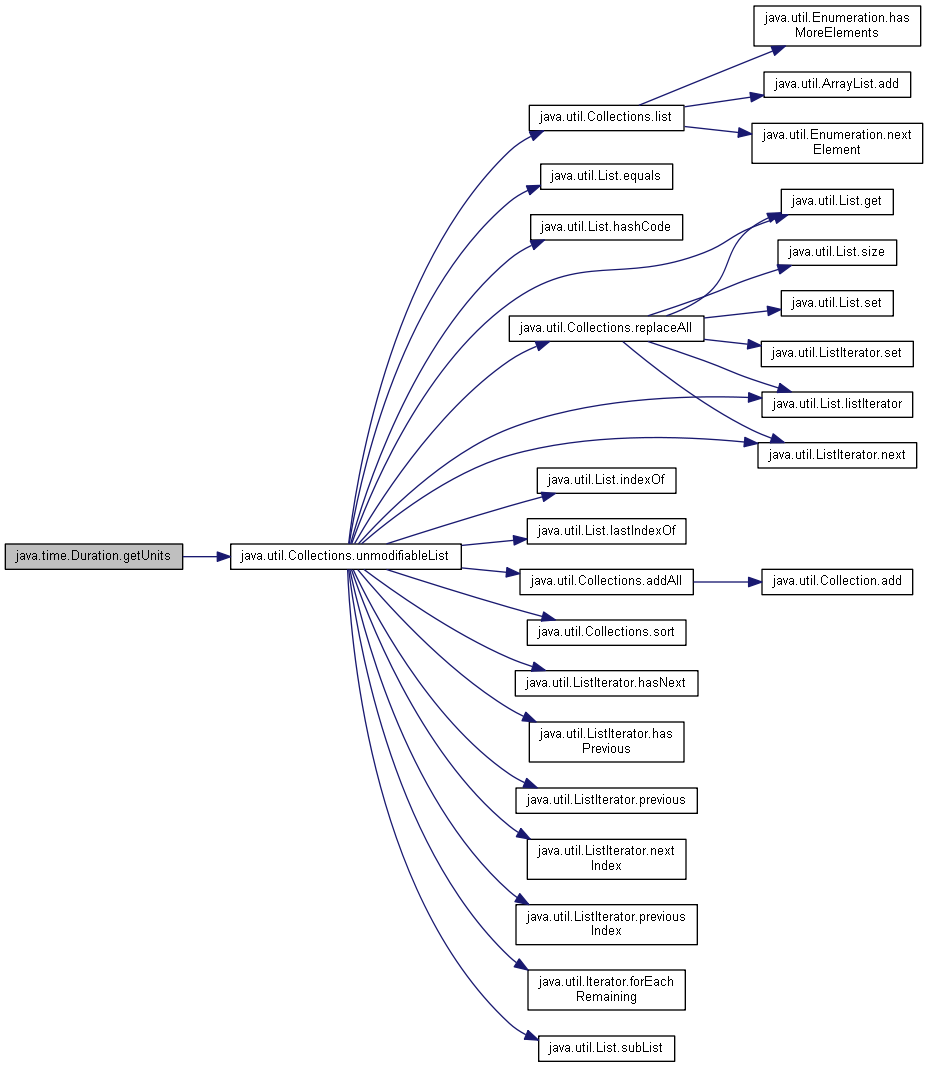 java.util.Enumeration.has
MoreElements
java.util.ArrayList.add
java.util.Collections.list
java.util.Enumeration.next
Element
java.util.List.equals
java.util.List.get
java.util.List.hashCode
java.util.List.size
java.util.List.set
java.util.Collections.replaceAll
java.util.ListIterator.set
java.util.List.listIterator
java.util.ListIterator.next
java.util.List.indexOf
java.util.List.lastIndexOf
java.time.Duration.getUnits
java.util.Collections.unmodifiableList
java.util.Collections.addAll
java.util.Collection.add
java.util.Collections.sort
java.util.ListIterator.hasNext
java.util.ListIterator.has
Previous
java.util.ListIterator.previous
java.util.ListIterator.next
Index
java.util.ListIterator.previous
Index
java.util.Iterator.forEach
Remaining
java.util.List.subList